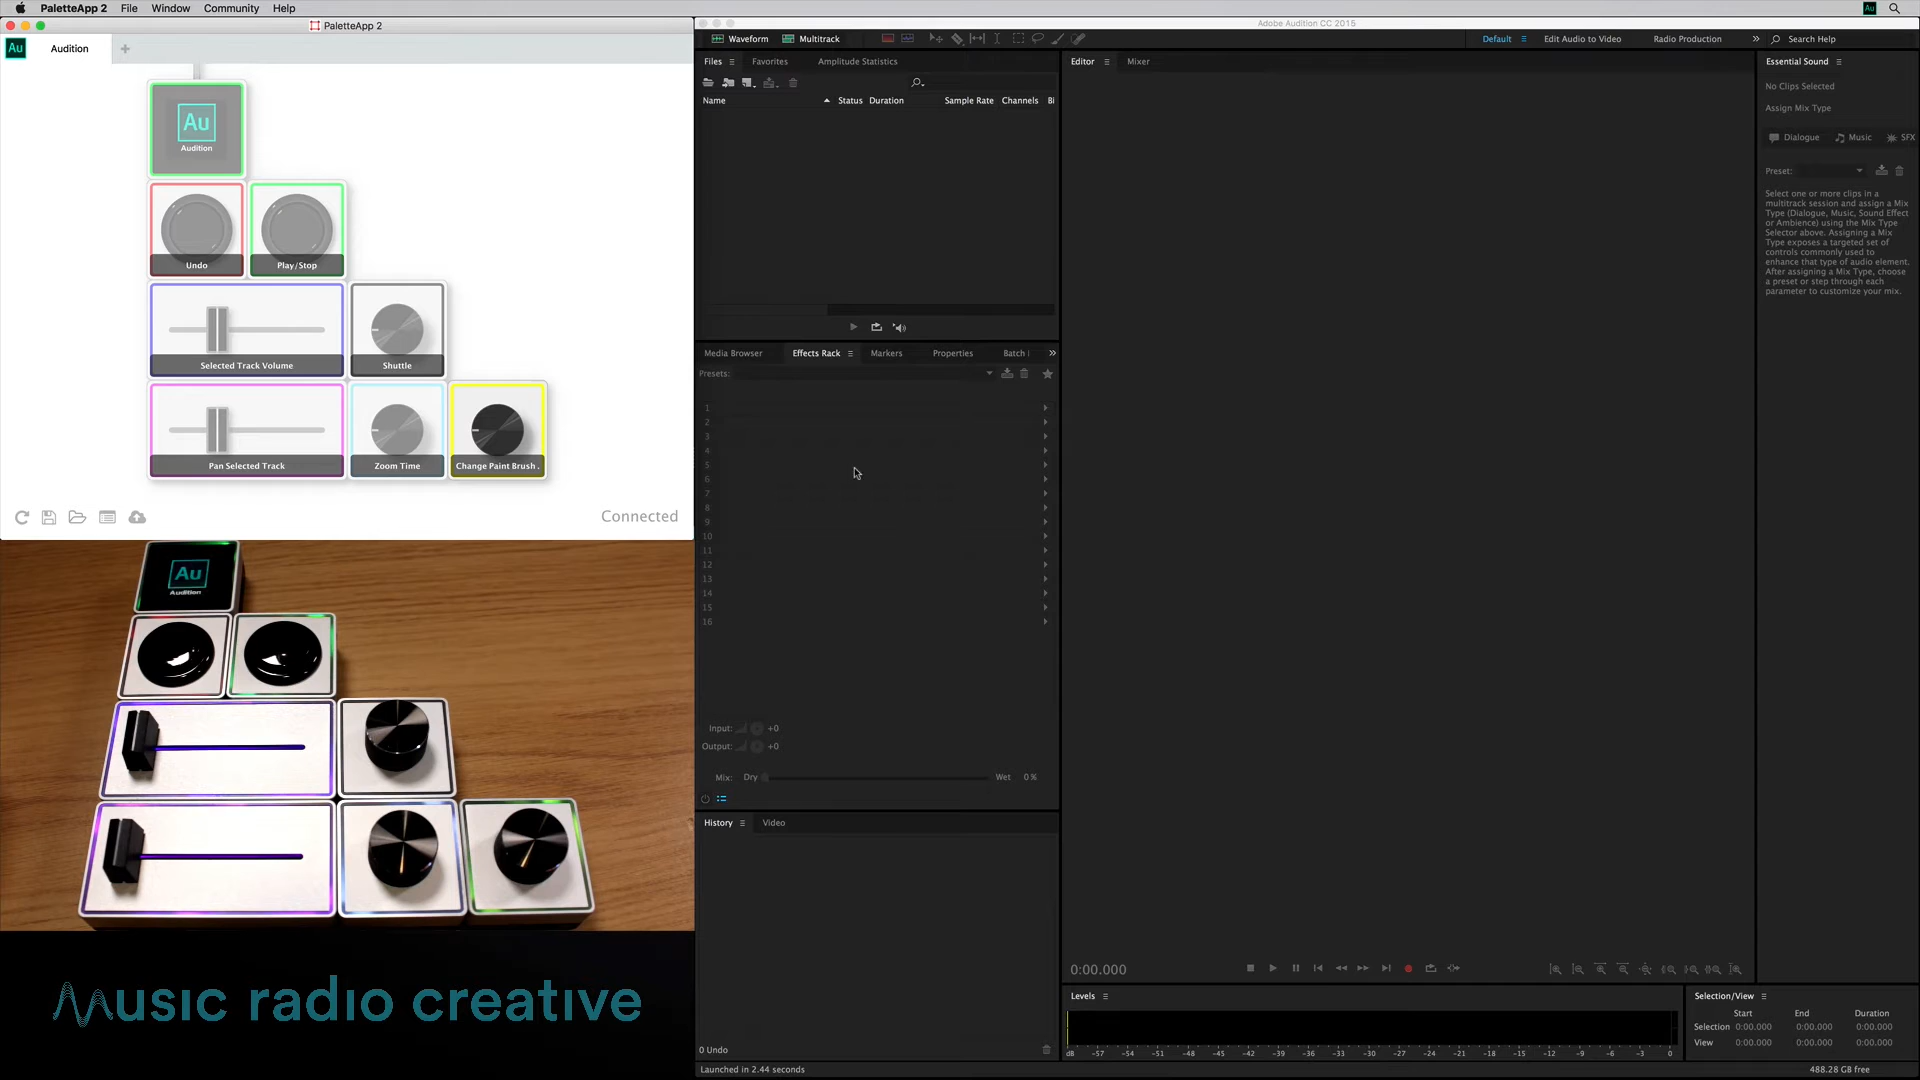 PaletteApp 2 File Window Community Help
PaletteApp 2
Au Audition +
Au
Audition
Undo Play/Stop
Selected Track Volume Shuttle
Pan Selected Track Zoom Time Change Paint Brush .
Connected
Au
Audition
Music radio creative
Adobe Audition CC 2015
Waveform Multitrack
Default Edit Audio to Video Radio Production » Search Help
Files Favorites Amplitude Statistics
Name Status Duration Sample Rate Channels Bi
Media Browser Effects Rack Markers Properties Batch »
Presets:
1
2
3
4
5
6
7
8
9
10
11
12
13
14
15
16
Input: +0
Output: +0
Mix: Dry Wet 0 %
History Video
0 Undo
Launched in 2.44 seconds
Editor Mixer
0:00.000
Levels
dB -57 -54 -51 -48 -45 -42 -39 -36 -33 -30 -27 -24 -21 -18 -15 -12 -9 -6 -3 0
Essential Sound
No Clips Selected
Assign Mix Type
Dialogue Music SFX
Preset:
Select one or more clips in a
multitrack session and assign a Mix
Type (Dialogue, Music, Sound Effect
or Ambience) using the Mix Type
Selector above. Assigning a Mix
Type exposes a targeted set of
controls commonly used to
enhance that type of audio element.
After assigning a Mix Type, choose
a preset or step through each
parameter to customize your mix.
Selection/View
Start End Duration
Selection 0:00.000 0:00.000 0:00.000
View 0:00.000 0:00.000 0:00.000
488.28 GB free